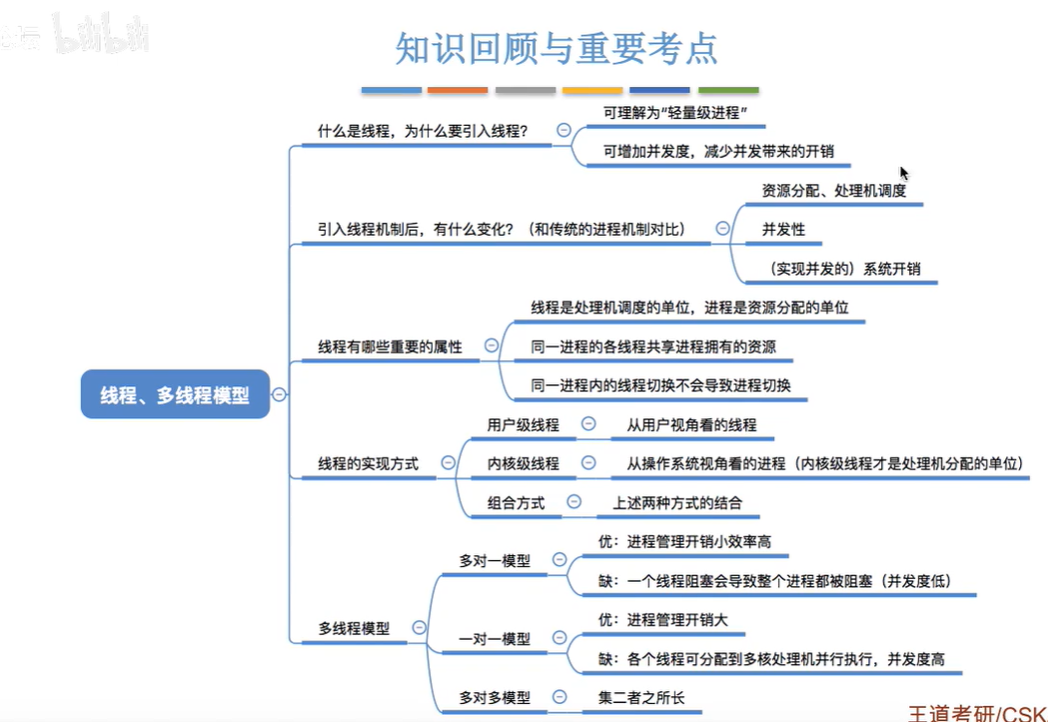 bilibili
知识回顾与重要考点
什么是线程，为什么要引入线程？
可理解为“轻量级进程”
可增加并发度，减少并发带来的开销
引入线程机制后，有什么变化？（和传统的进程机制对比）
资源分配、处理机调度
并发性
（实现并发的）系统开销
线程、多线程模型
线程有哪些重要的属性
线程是处理机调度的单位，进程是资源分配的单位
同一进程的各线程共享进程拥有的资源
同一进程内的线程切换不会导致进程切换
线程的实现方式
用户级线程
从用户视角看的线程
内核级线程
从操作系统视角看的进程（内核级线程才是处理机分配的单位）
组合方式
上述两种方式的结合
多线程模型
多对一模型
优：进程管理开销小效率高
缺：一个线程阻塞会导致整个进程都被阻塞（并发度低）
一对一模型
优：进程管理开销大
缺：各个线程可分配到多核处理机并行执行，并发度高
多对多模型
集二者之所长
王道考研/CSK